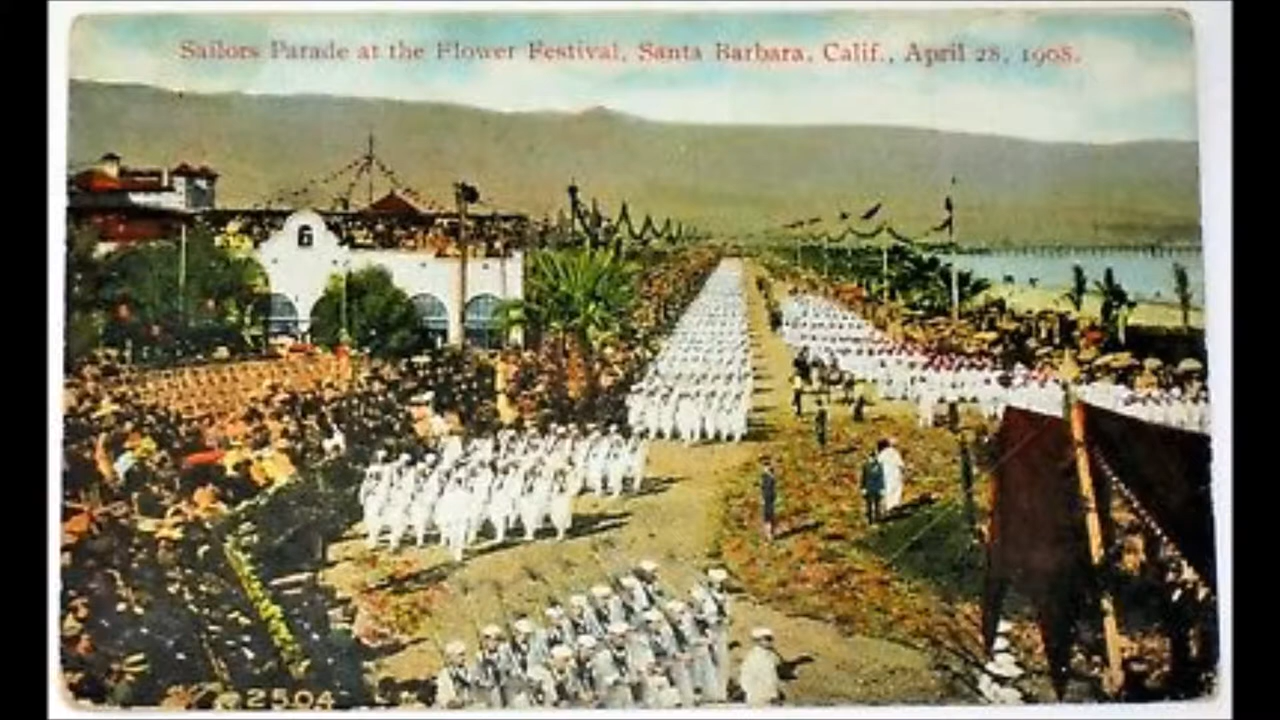 Sailors Parade at the Flower Festival, Santa Barbara, Calif., April 28, 1908.
2504